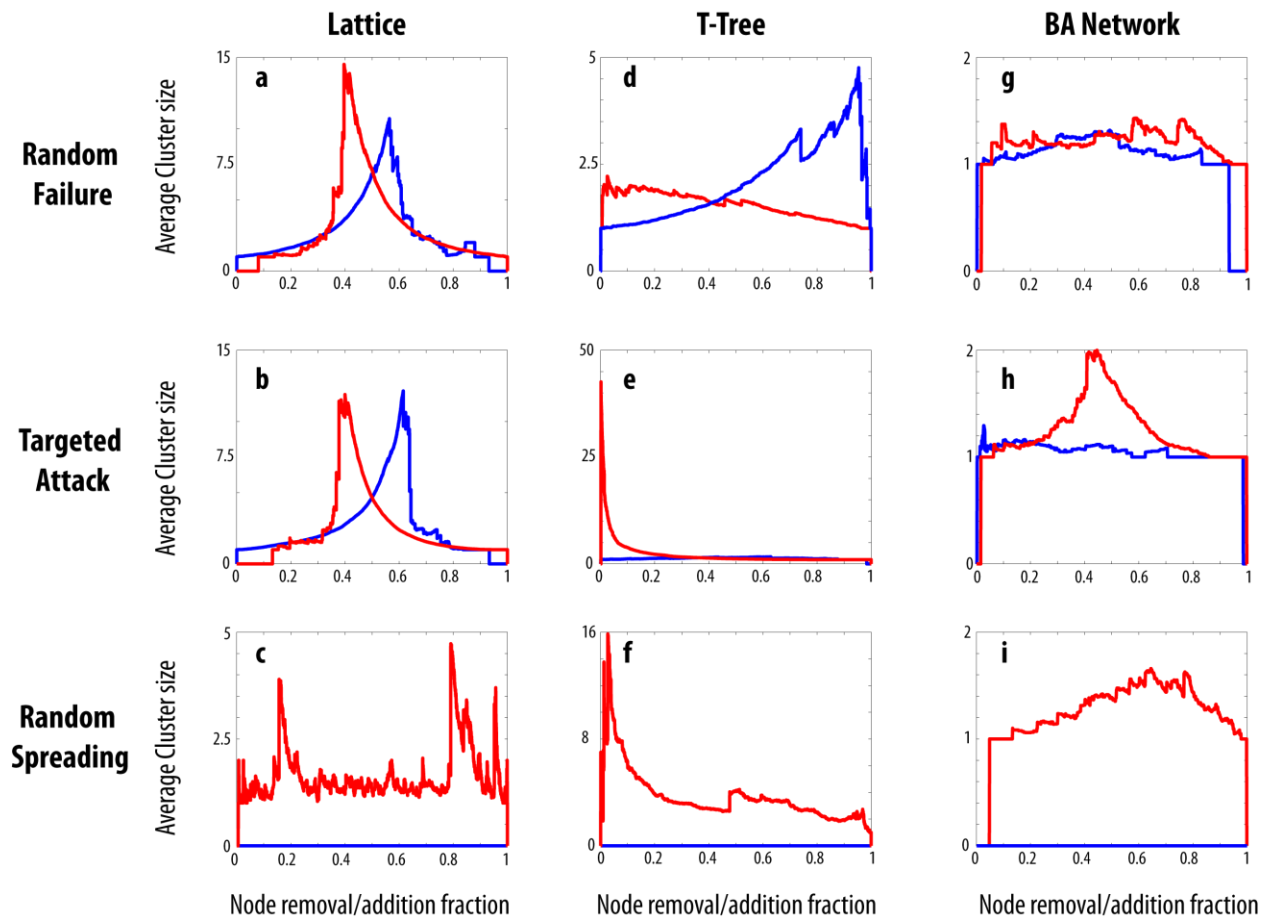 Lattice
T-Tree
BA Network
Random
Failure
Average Cluster size
15
7.5
0
a
0 0.2 0.4 0.6 0.8 1
5
2.5
0
d
0 0.2 0.4 0.6 0.8 1
2
1
2
g
0 0.2 0.4 0.6 0.8 1
Targeted
Attack
Average Cluster size
15
7.5
0
b
0 0.2 0.4 0.6 0.8 1
50
25
0
e
0 0.2 0.4 0.6 0.8 1
2
1
0
h
0 0.2 0.4 0.6 0.8 1
Random
Spreading
Average Cluster size
5
2.5
0
c
0 0.2 0.4 0.6 0.8 1
16
8
0
f
0 0.2 0.4 0.6 0.8 1
2
1
0
i
0 0.2 0.4 0.6 0.8 1
Node removal/addition fraction
Node removal/addition fraction
Node removal/addition fraction